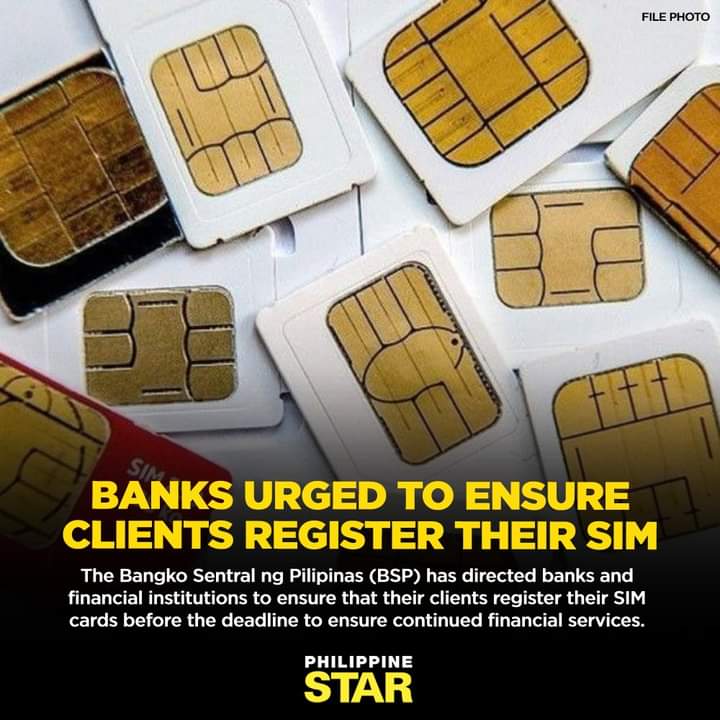 FILE PHOTO
SIM
BANKS URGED TO ENSURE
CLIENTS REGISTER THEIR SIM
The Bangko Sentral ng Pilipinas (BSP) has directed banks and
financial institutions to ensure that their clients register their SIM
cards before the deadline to ensure continued financial services.
PHILIPPINE
STAR